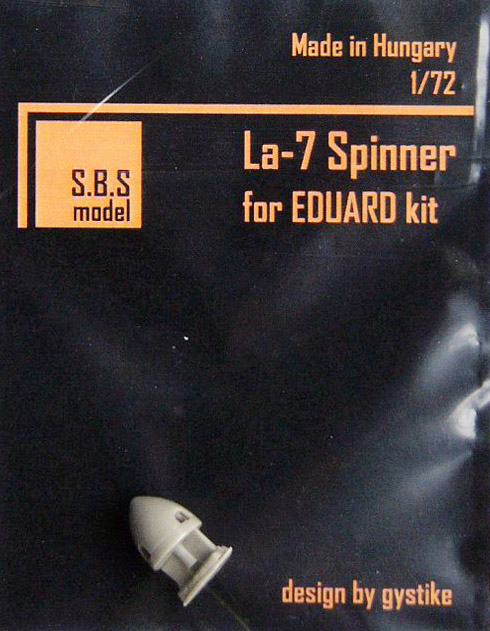 Made in Hungary
1/72
S.B.S
model
La-7 Spinner
for EDUARD kit
design by gystike